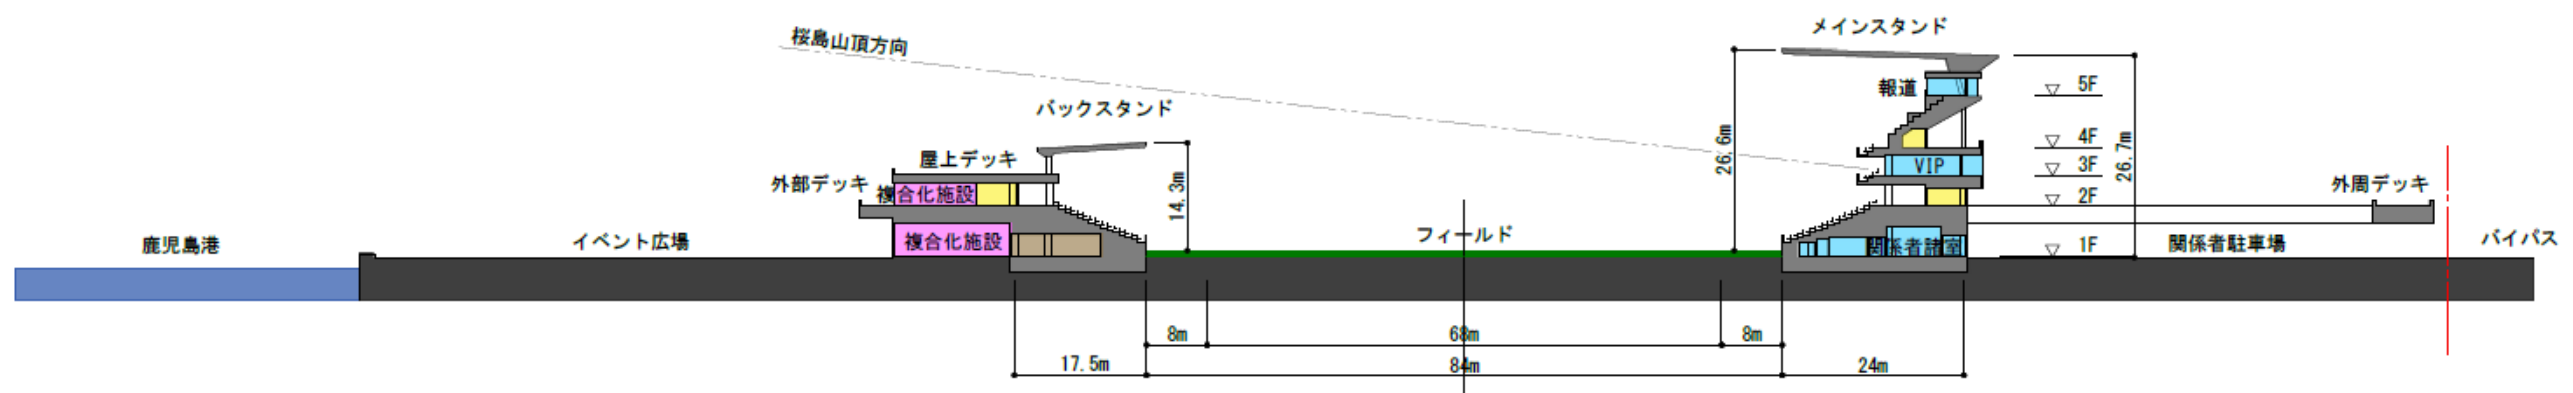 メインスタンド
桜島山頂方向
報道
5F
バックスタンド
26.6m
4F
26.7m
屋上デッキ
VIP
3F
外部デッキ
複合化施設
14.3m
2F
外周デッキ
鹿児島港
イベント広場
複合化施設
フィールド
関係者諸室
1F
関係者駐車場
バイパス
8m
68m
8m
17.5m
84m
24m